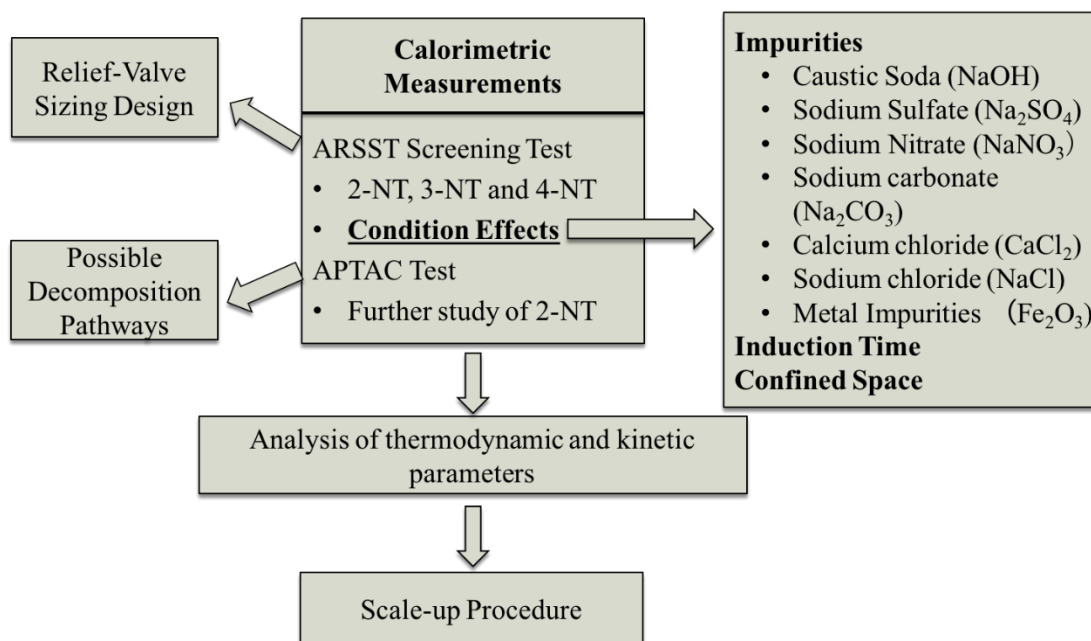 Relief-Valve
Sizing Design
Possible
Decomposition
Pathways
Calorimetric
Measurements
ARSST Screening Test
• 2-NT, 3-NT and 4-NT
• Condition Effects
APTAC Test
• Further study of 2-NT
Impurities
• Caustic Soda (NaOH)
• Sodium Sulfate (Na₂SO₄)
• Sodium Nitrate (NaNO₃)
• Sodium carbonate
(Na₂CO₃)
• Calcium chloride (CaCl₂)
• Sodium chloride (NaCl)
• Metal Impurities (Fe₂O₃)
Induction Time
Confined Space
Analysis of thermodynamic and kinetic
parameters
Scale-up Procedure